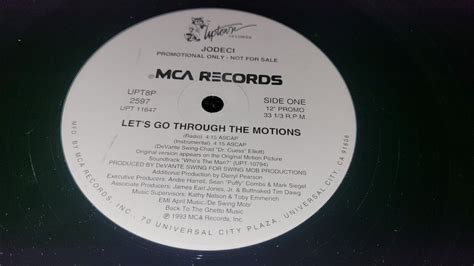 Uptown
RECORDS
JODECI
PROMOTIONAL ONLY - NOT FOR SALE
MCA RECORDS
UPT8P
2597
UPT 11647
SIDE ONE
12" PROMO
33 1/3 R.P.M.
LET'S GO THROUGH THE MOTIONS
(Radio) 4:15 ASCAP
(Instrumental) 4:15 ASCAP
(DeVante Swing-Chad "Dr. Cuess" Elliott)
Original version appears on the Original Motion Picture
Soundtrack "Who's The Man?" (UPT-10794)
PRODUCED BY DEVANTE SWING FOR SWING MOB PRODUCTIONS
Additional Production by Darryl Pearson
Executive Producers: Andre Harrell, Sean "Puffy" Combs & Mark Siegel
Associate Producers: James Earl Jones, Jr. & Buttnaked Tim Dawg
Music Supervisors: Kathy Nelson & Toby Emmerich
EMI April Music/ De Swing Mob/
Back To The Ghetto Music
℗ 1993 MCA Records, Inc.
MFD BY MCA RECORDS, INC., 70 UNIVERSAL CITY PLAZA, UNIVERSAL CITY, CA 91608